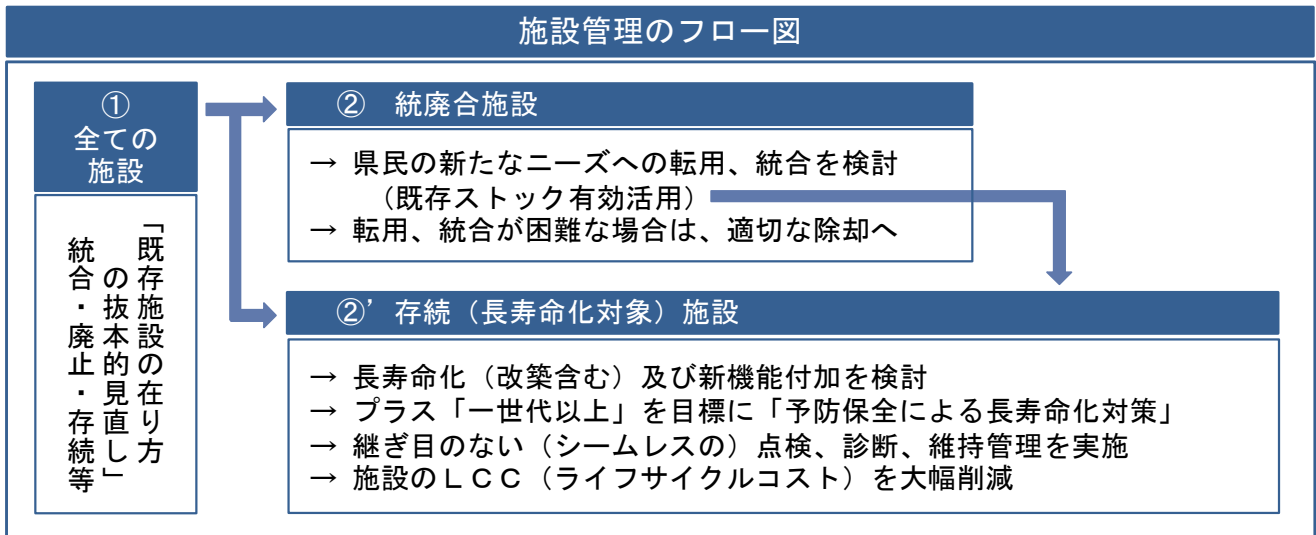 施設管理のフロー図
①
全ての
施設
「既存施設の在り方
の抜本的見直し」
統合・廃止・存続等
② 統廃合施設
→ 県民の新たなニーズへの転用、統合を検討
（既存ストック有効活用）
→ 転用、統合が困難な場合は、適切な除却へ
②’存続（長寿命化対象）施設
→ 長寿命化（改築含む）及び新機能付加を検討
→ プラス「一世代以上」を目標に「予防保全による長寿命化対策」
→ 継ぎ目のない（シームレスの）点検、診断、維持管理を実施
→ 施設のＬＣＣ（ライフサイクルコスト）を大幅削減